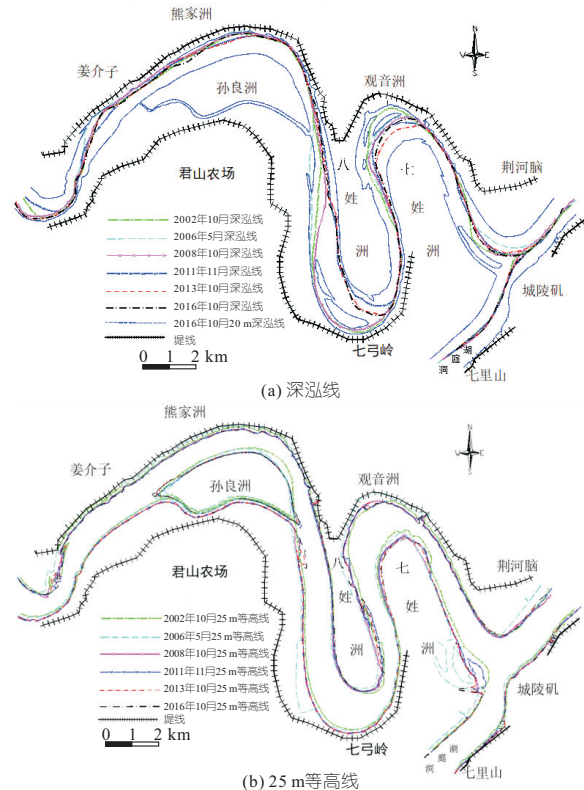 (a)
熊家洲
N
W E
S
姜介子
孙良洲
观音洲
君山农场
八姓洲
七姓洲
荆河脑
2002年10月深泓线
2006年5月深泓线
2008年10月深泓线
2011年11月深泓线
2013年10月深泓线
2016年10月深泓线
2016年10月20 m深泓线
堤线
城陵矶
洞庭湖
七里山
七弓岭
0 1 2 km
(a) 深泓线
(b)
熊家洲
N
W E
S
姜介子
孙良洲
观音洲
君山农场
八姓洲
七姓洲
荆河脑
2002年10月25 m等高线
2006年5月25 m等高线
2008年10月25 m等高线
2011年11月25 m等高线
2013年10月25 m等高线
2016年10月25 m等高线
堤线
城陵矶
洞庭湖
七里山
七弓岭
0 1 2 km
(b) 25 m等高线